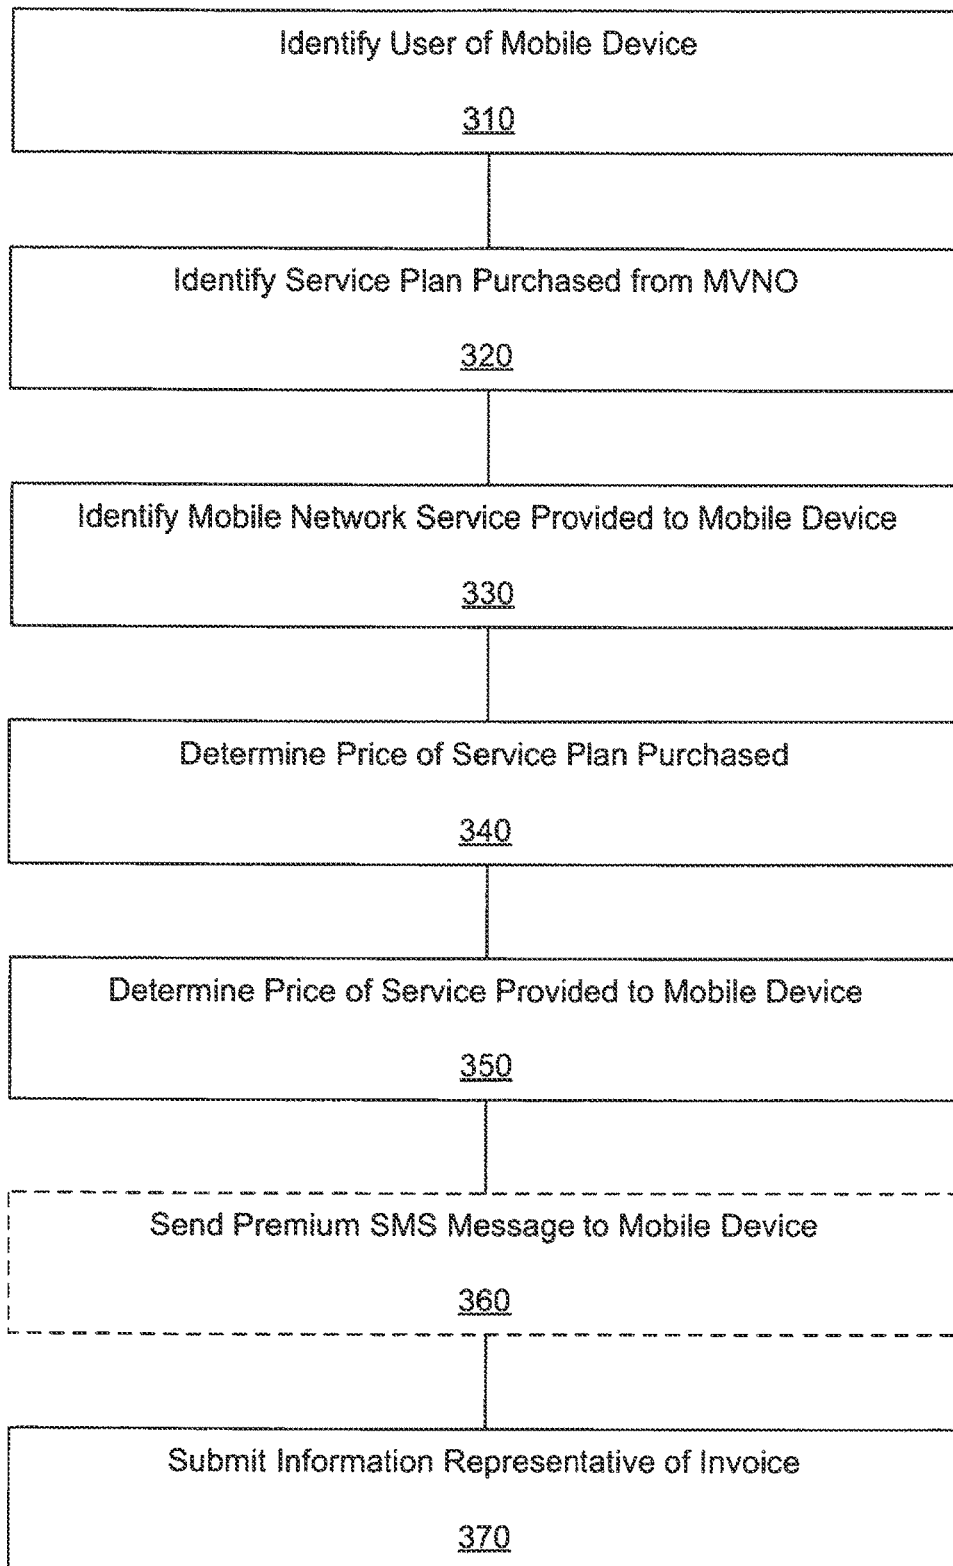 Identify User of Mobile Device
310
Identify Service Plan Purchased from MVNO
320
Identify Mobile Network Service Provided to Mobile Device
330
Determine Price of Service Plan Purchased
340
Determine Price of Service Provided to Mobile Device
350
Send Premium SMS Message to Mobile Device
360
Submit Information Representative of Invoice
370